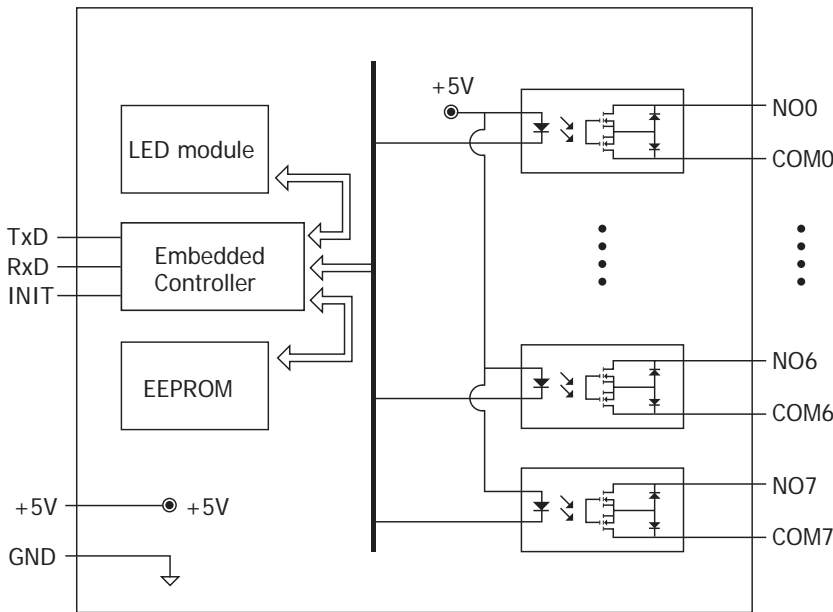 +5V
NO0
COM0
LED module
TxD
RxD
INIT
Embedded
Controller
EEPROM
NO6
COM6
NO7
COM7
+5V
+5V
GND